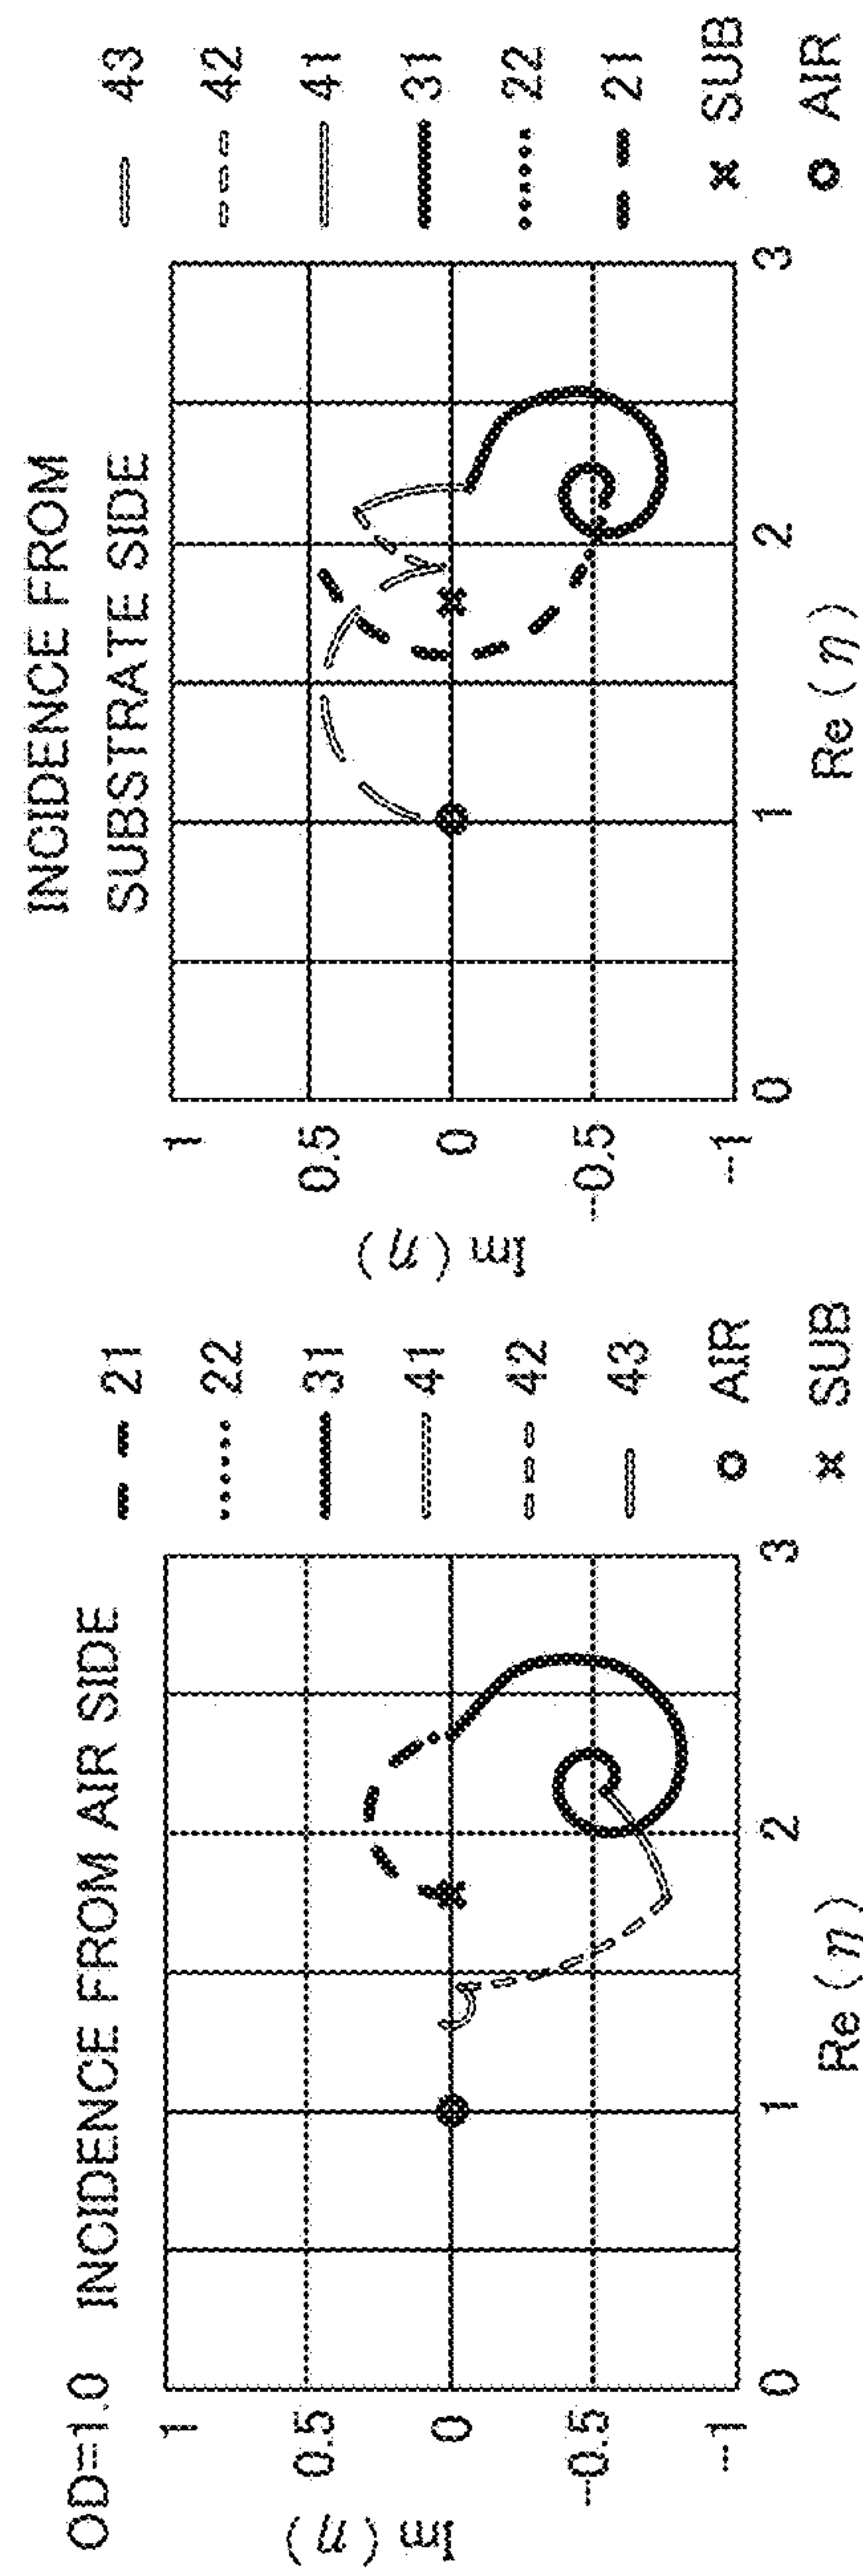 OD=1.0 INCIDENCE FROM AIR SIDE
Im(η)
1
0.5
0
-0.5
-1
0
1
2
3
Re(η)
21
22
31
41
42
43
AIR
SUB
INCIDENCE FROM
SUBSTRATE SIDE
Im(η)
1
0.5
0
-0.5
-1
0
1
2
3
Re(η)
43
42
41
31
22
21
SUB
AIR